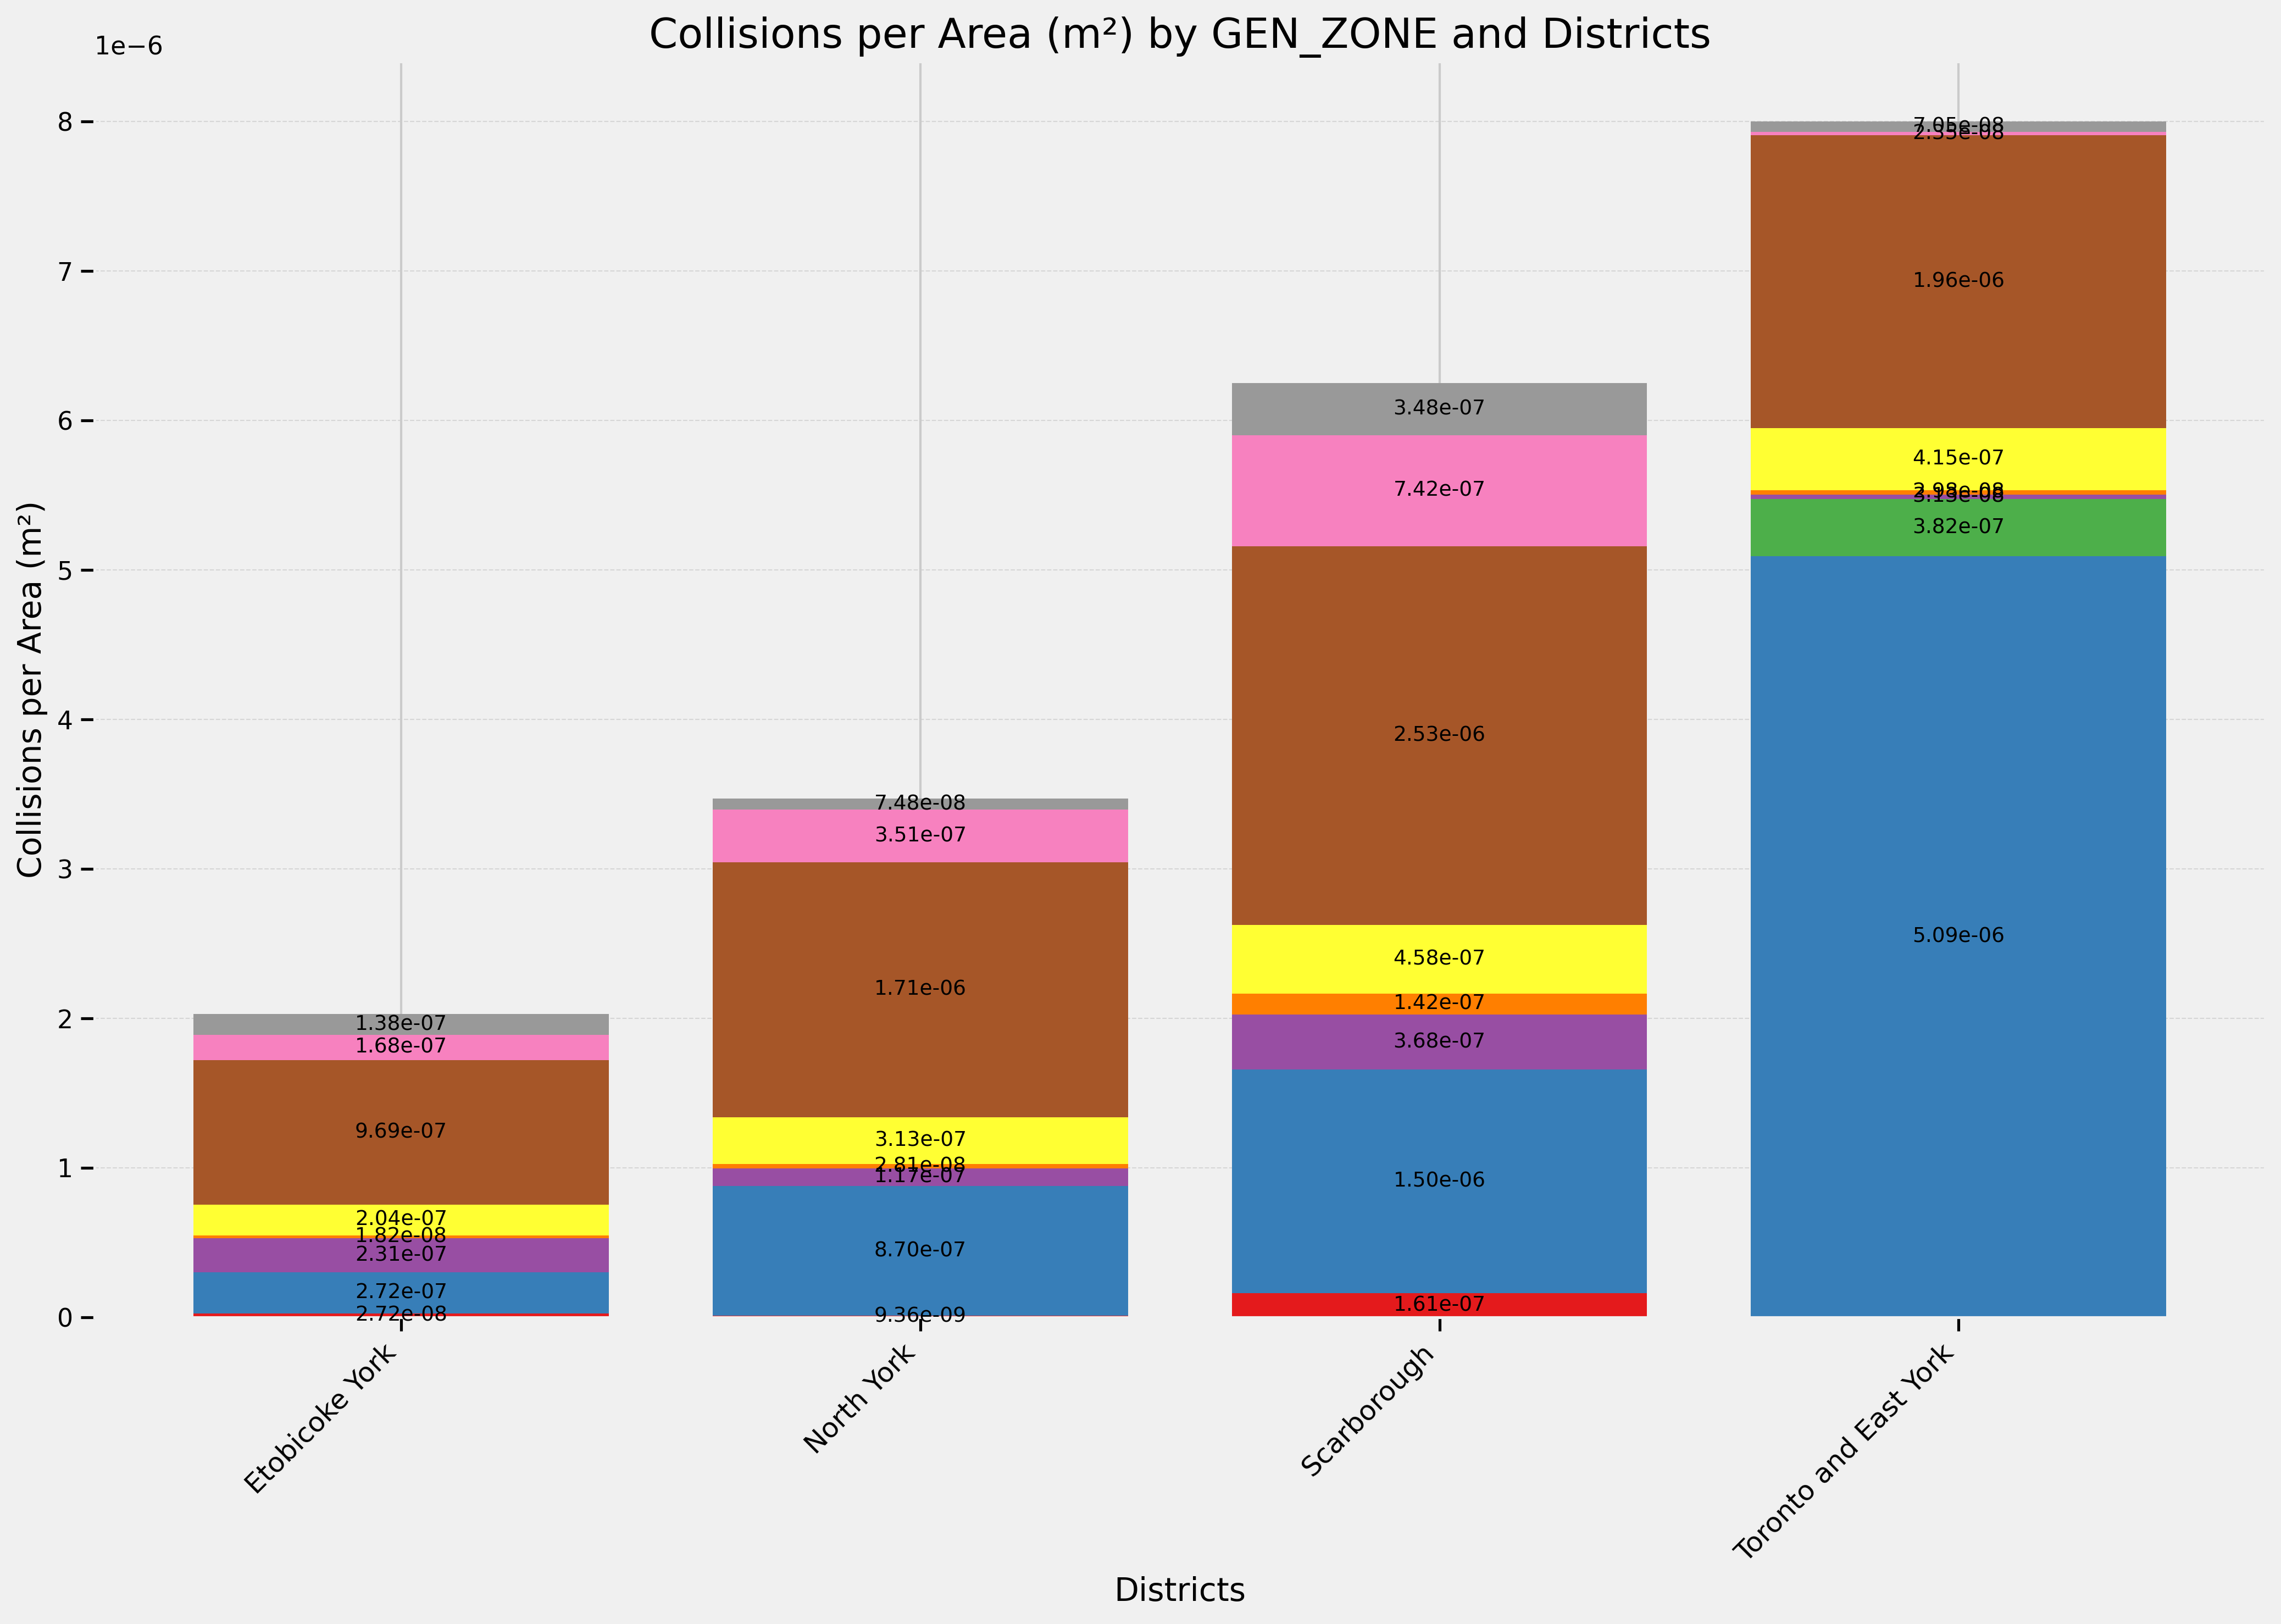 Collisions per Area (m²) by GEN_ZONE and Districts
1e−6
Collisions per Area (m²)
8
7
6
5
4
3
2
1
0
1.38e-07
1.68e-07
9.69e-07
2.04e-07
1.82e-08
2.31e-07
2.72e-07
2.72e-08
7.48e-08
3.51e-07
1.71e-06
3.13e-07
2.81e-08
1.17e-07
8.70e-07
9.36e-09
3.48e-07
7.42e-07
2.53e-06
4.58e-07
1.42e-07
3.68e-07
1.50e-06
1.61e-07
7.05e-08
1.96e-06
4.15e-07
3.82e-07
5.09e-06
Etobicoke York
North York
Scarborough
Toronto and East York
Districts